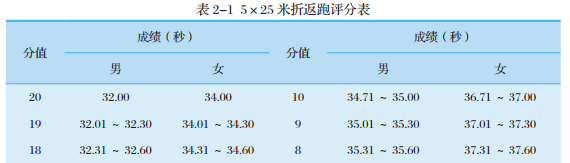 表 2-1 5×25 米折返跑评分表
分值 成绩（秒） 分值 成绩（秒）
男 女 男 女
20 32.00 34.00 10 34.71 ~ 35.00 36.71 ~ 37.00
19 32.01 ~ 32.30 34.01 ~ 34.30 9 35.01 ~ 35.30 37.01 ~ 37.30
18 32.31 ~ 32.60 34.31 ~ 34.60 8 35.31 ~ 35.60 37.31 ~ 37.60